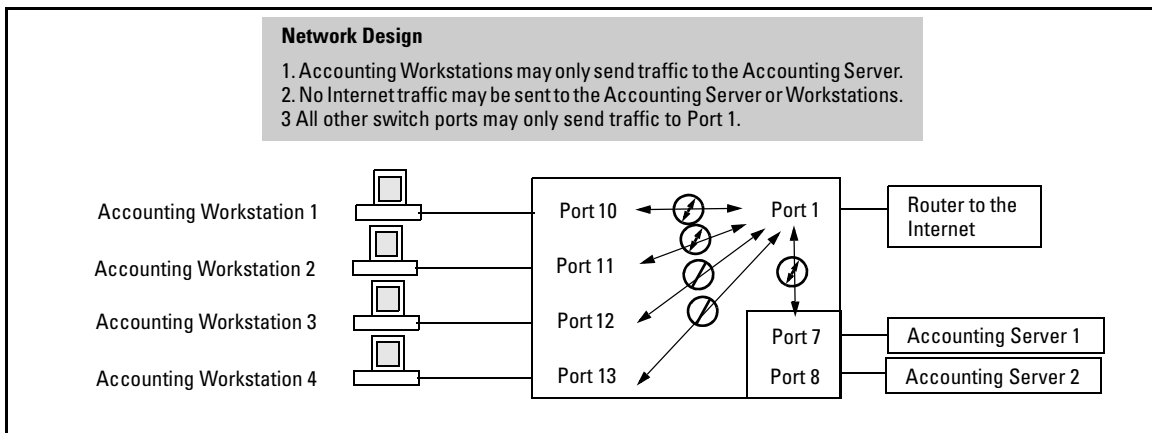 Network Design
1. Accounting Workstations may only send traffic to the Accounting Server.
2. No Internet traffic may be sent to the Accounting Server or Workstations.
3 All other switch ports may only send traffic to Port 1.
Accounting Workstation 1
Port 10
Port 1
Router to the
Internet
Accounting Workstation 2
Port 11
Accounting Workstation 3
Port 12
Port 7
Accounting Server 1
Accounting Workstation 4
Port 13
Port 8
Accounting Server 2